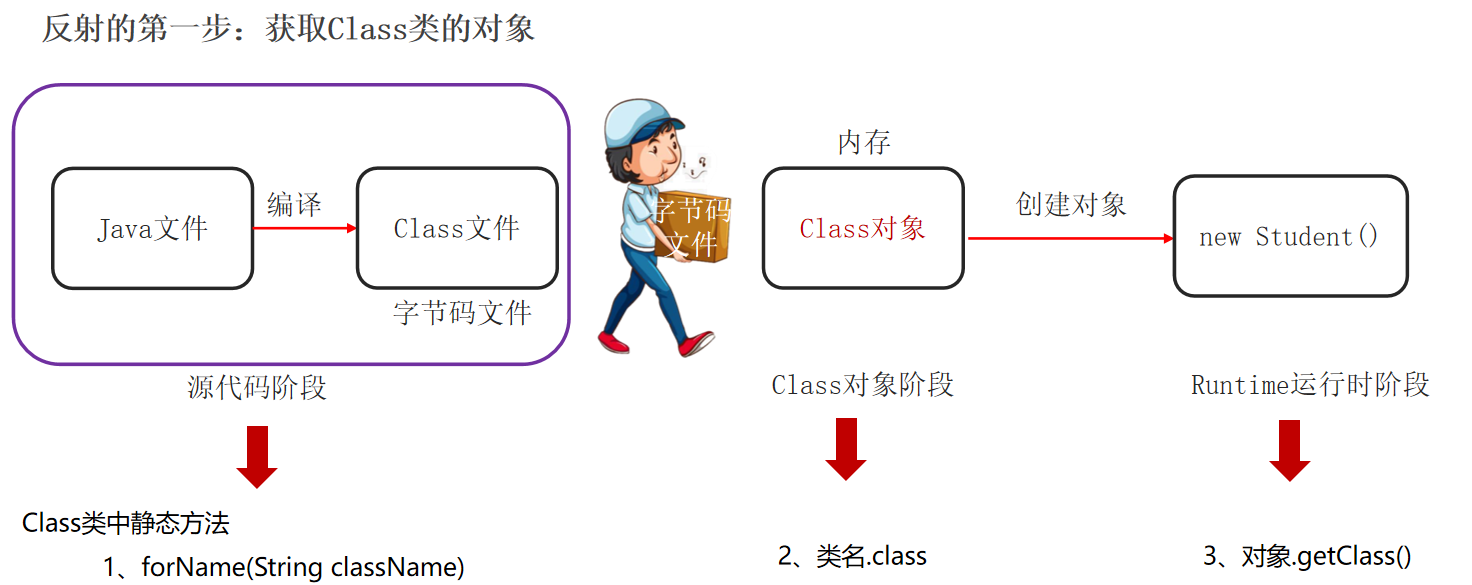 反射的第一步：获取Class类的对象
Java文件
编译
Class文件
字节码文件
源代码阶段
字节码
文件
内存
Class对象
创建对象
new Student()
Class对象阶段
Runtime运行时阶段
Class类中静态方法
1、forName(String className)
2、类名.class
3、对象.getClass()